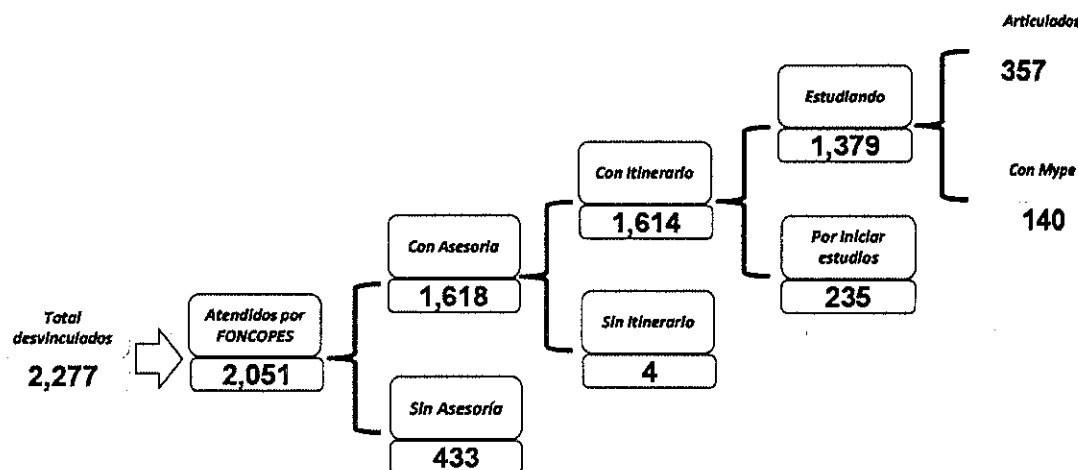 Total
desvinculados
2,277
Atendidos por
FONCOPES
2,051
Con Asesoria
1,618
Sin Asesoría
433
Con Itinerario
1,614
Sin Itinerario
4
Estudiando
1,379
Por Iniciar
estudios
235
Articulados
357
Con Mype
140